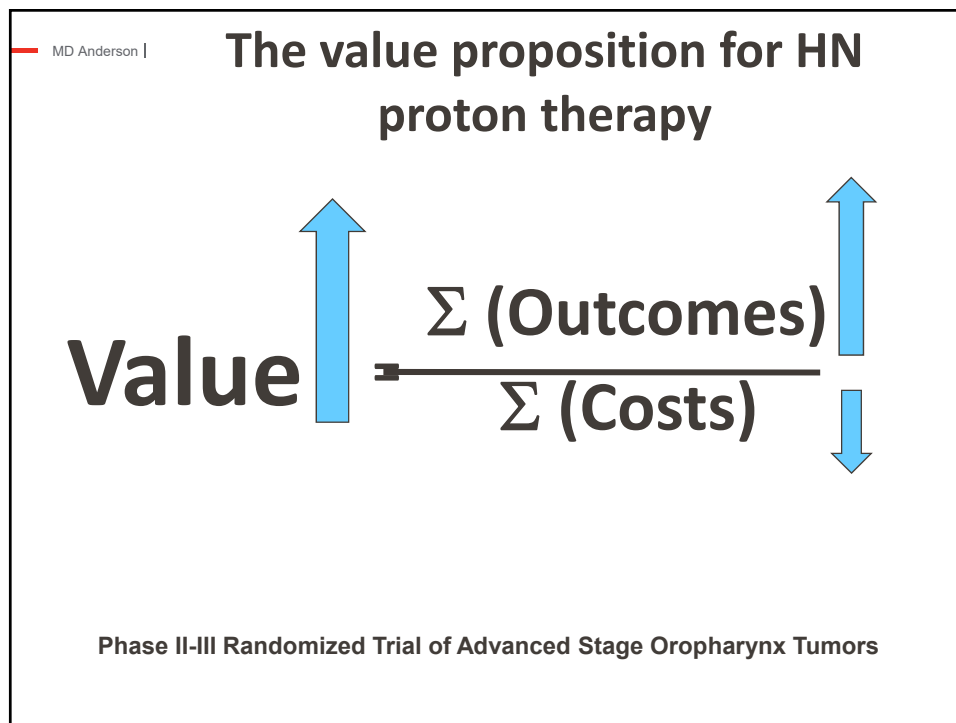 MD Anderson |
The value proposition for HN
proton therapy
Σ (Outcomes)
Value =
Σ (Costs)
Phase II-III Randomized Trial of Advanced Stage Oropharynx Tumors